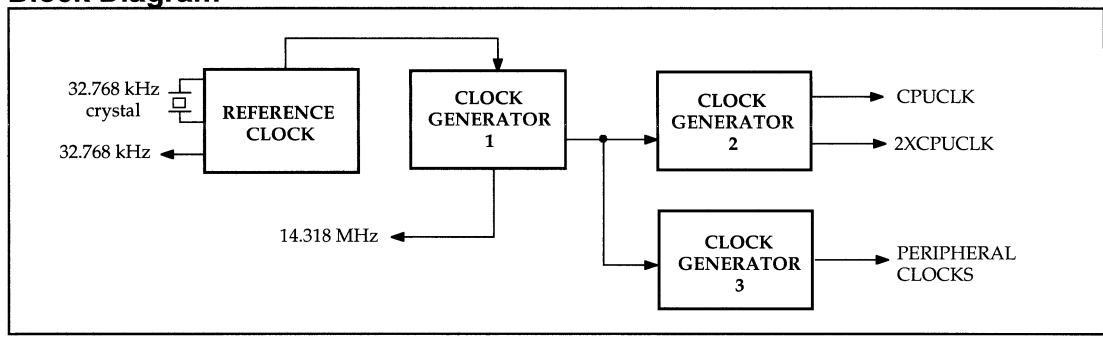 Block Diagram
32.768 kHz
crystal
32.768 kHz
REFERENCE
CLOCK
CLOCK
GENERATOR
1
14.318 MHz
CLOCK
GENERATOR
2
CPUCLK
2XCPUCLK
CLOCK
GENERATOR
3
PERIPHERAL
CLOCKS